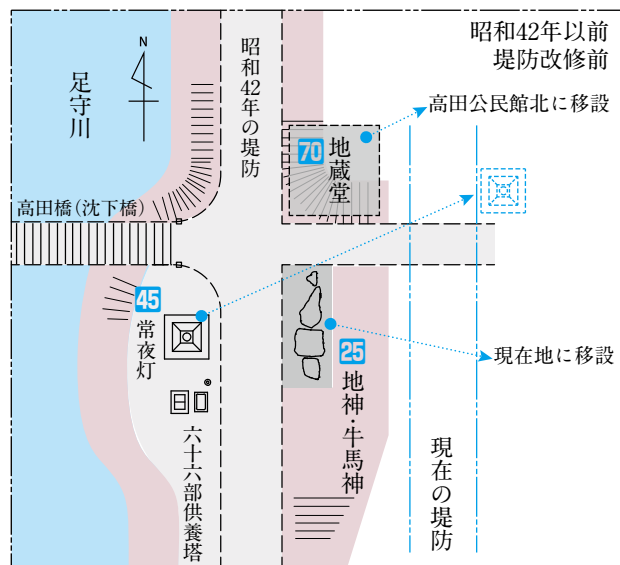 昭和42年以前
堤防改修前
N
足守川
昭和42年の堤防
高田公民館北に移設
70
地蔵堂
高田橋(沈下橋)
45
常夜灯
25
地神・牛馬神
現在地に移設
六十六部供養塔
現在の堤防